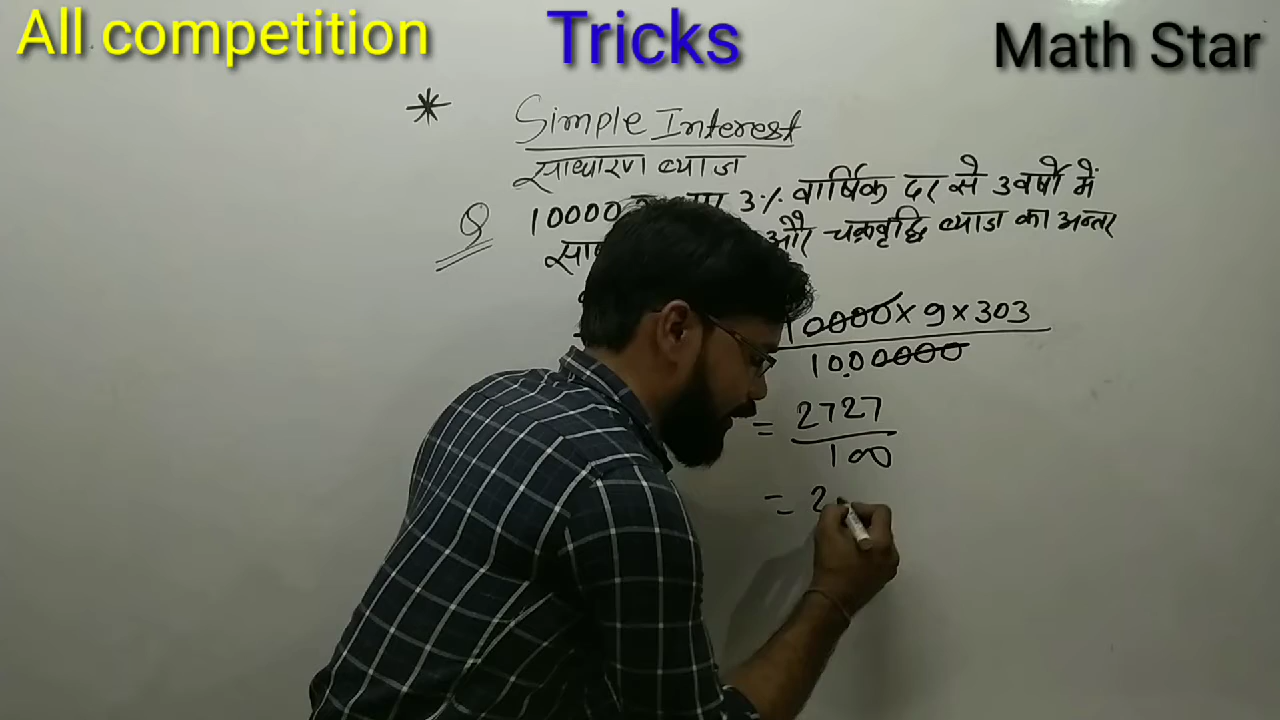 All competition Tricks Math Star
* Simple Interest
साधारण ब्याज
Q 10000 3% वार्षिक दर से 3 वर्षो में
और चक्रवृद्धि ब्याज का अन्तर
10000 × 9 × 303
1000000
= 2727
100
= 2